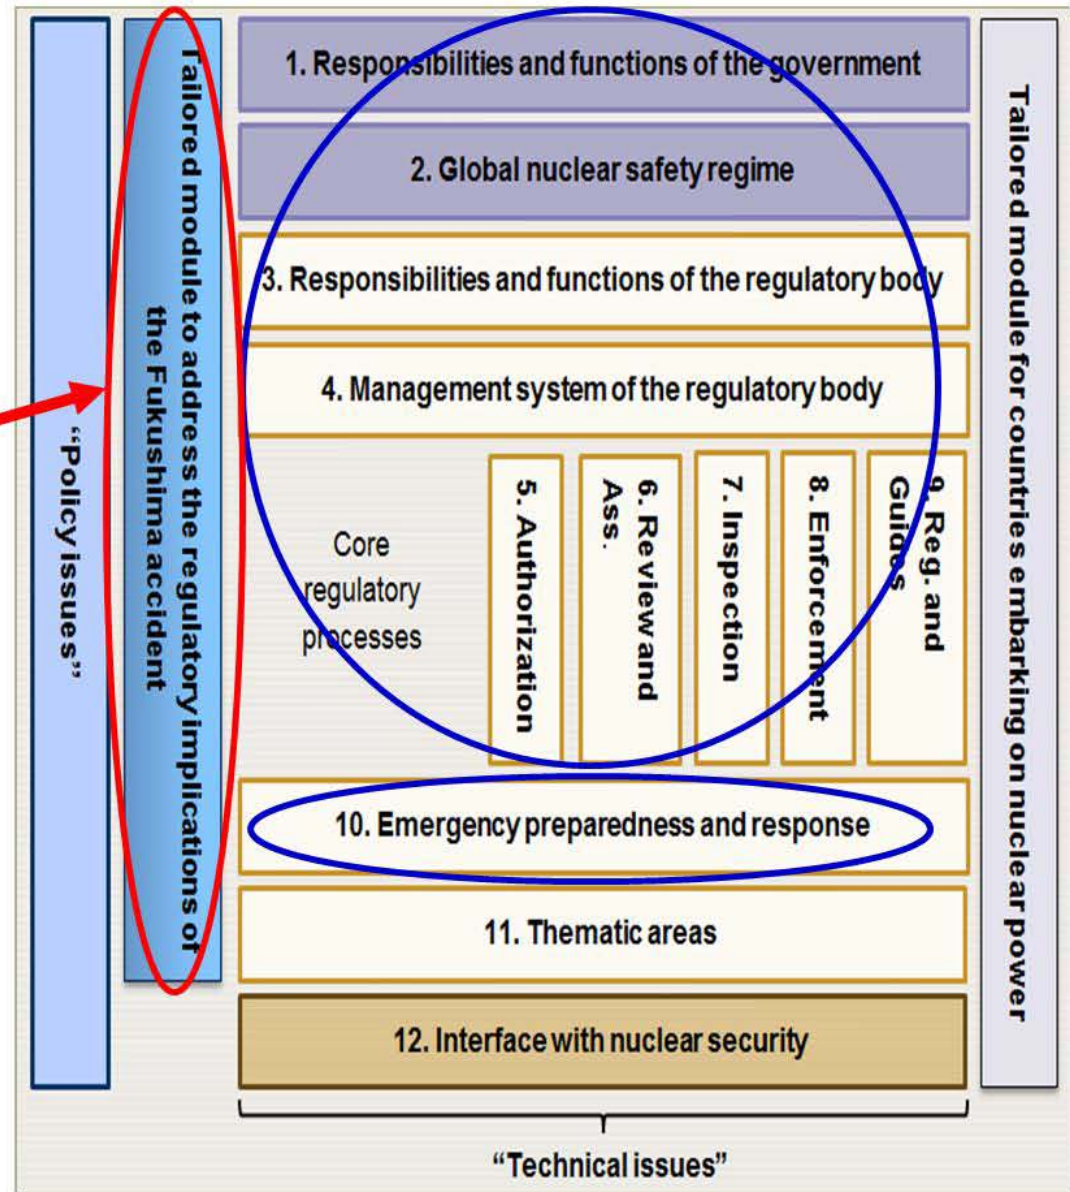 “Policy issues”
Tailored module to address the regulatory implications of
the Fukushima accident
1. Responsibilities and functions of the government
2. Global nuclear safety regime
3. Responsibilities and functions of the regulatory body
4. Management system of the regulatory body
Core
regulatory
processes
5. Authorization
6. Review and
Ass.
7. Inspection
8. Enforcement
9. Reg. and
Guides
10. Emergency preparedness and response
11. Thematic areas
12. Interface with nuclear security
Tailored module for countries embarking on nuclear power
“Technical issues”